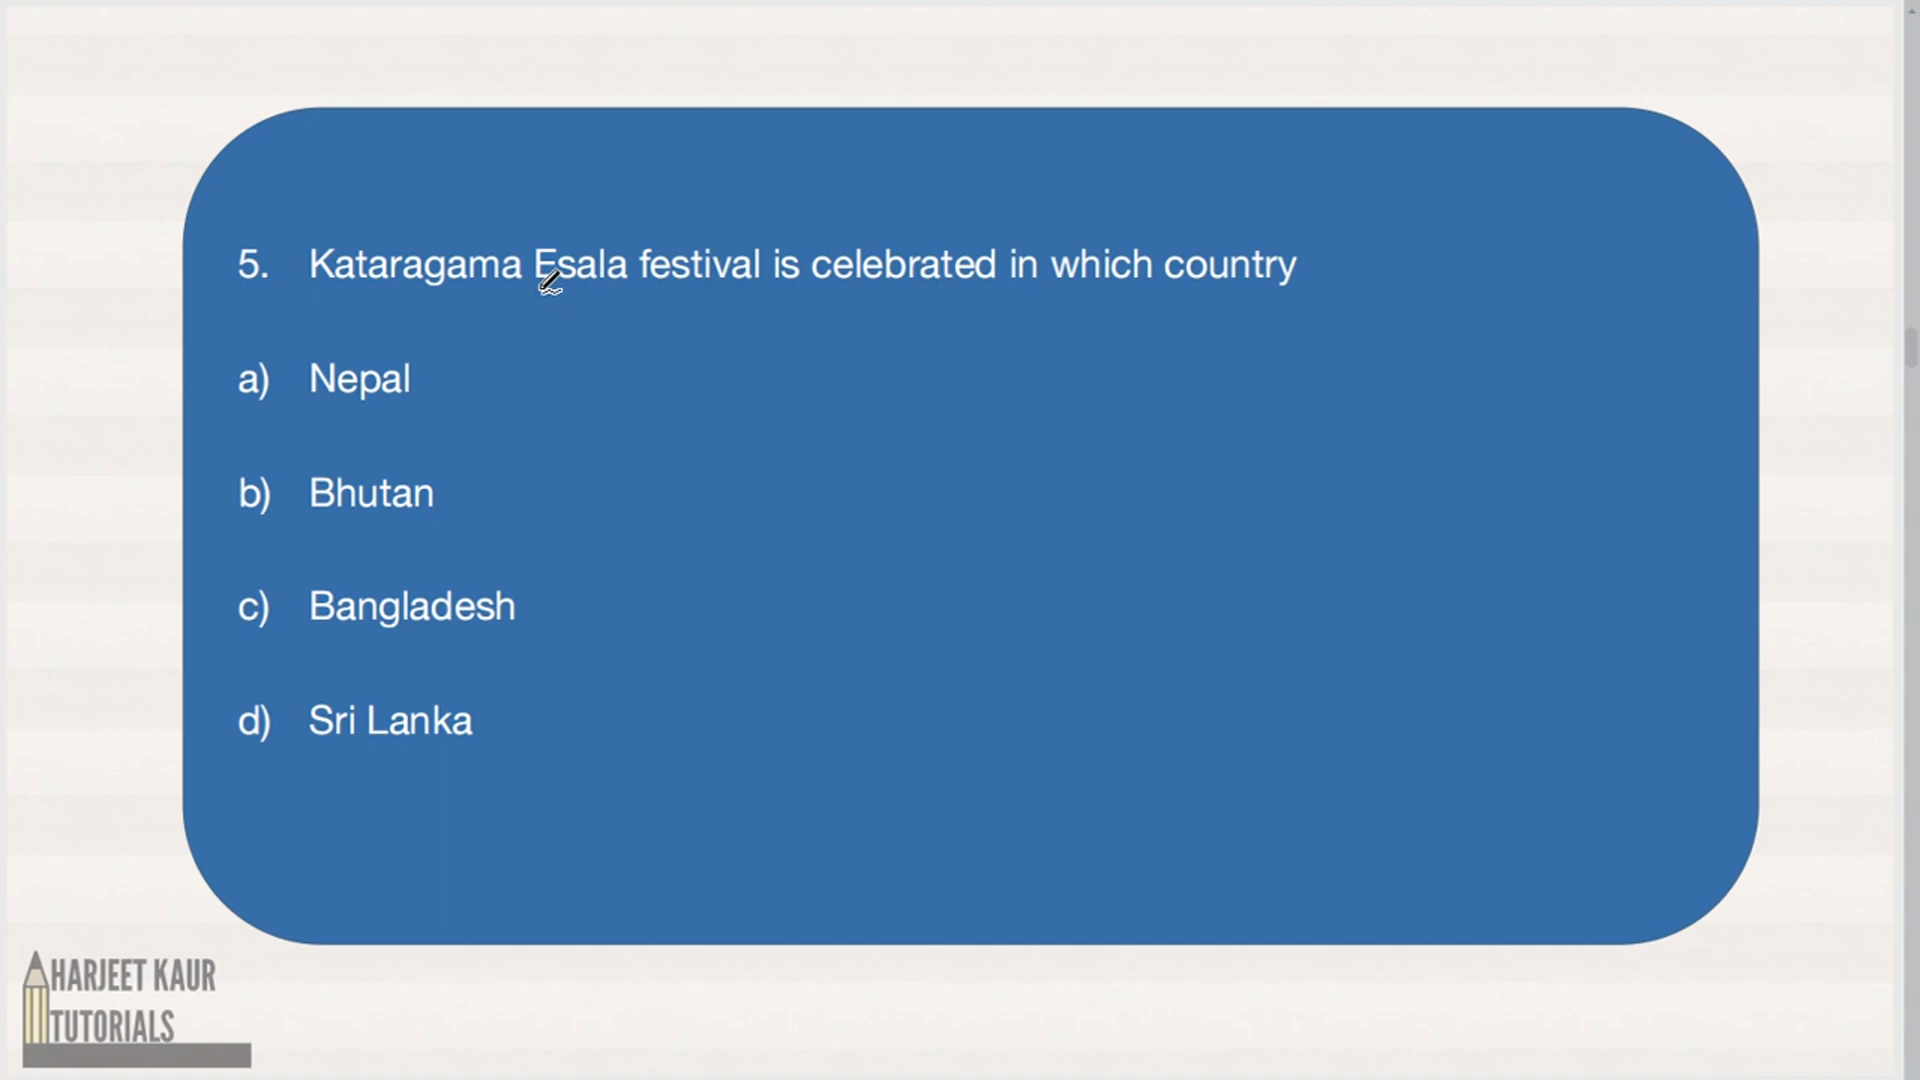 5. Kataragama Esala festival is celebrated in which country
a) Nepal
b) Bhutan
c) Bangladesh
d) Sri Lanka
HARJEET KAUR
TUTORIALS